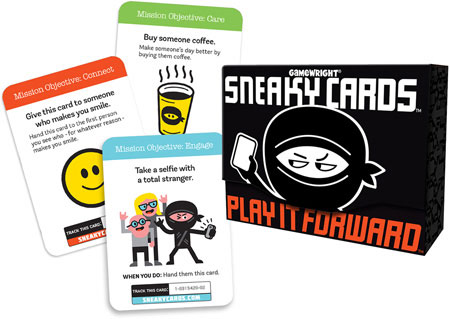 Mission Objective: Care
Buy someone coffee.
Make someone's day better by
buying them coffee.
Mission Objective: Connect
Give this card to someone
who makes you smile.
Hand this card to the first person
you see who - for whatever reason -
makes you smile.
TRACK THIS CARD:
SNEAKYCARDS
Mission Objective: Engage
Take a selfie with
a total stranger.
WHEN YOU DO: Hand them this card.
TRACK THIS CARD:
SNEAKYCARDS.COM
GAMEWRIGHT®
SNEAKY CARDS™
PLAY IT FORWARD